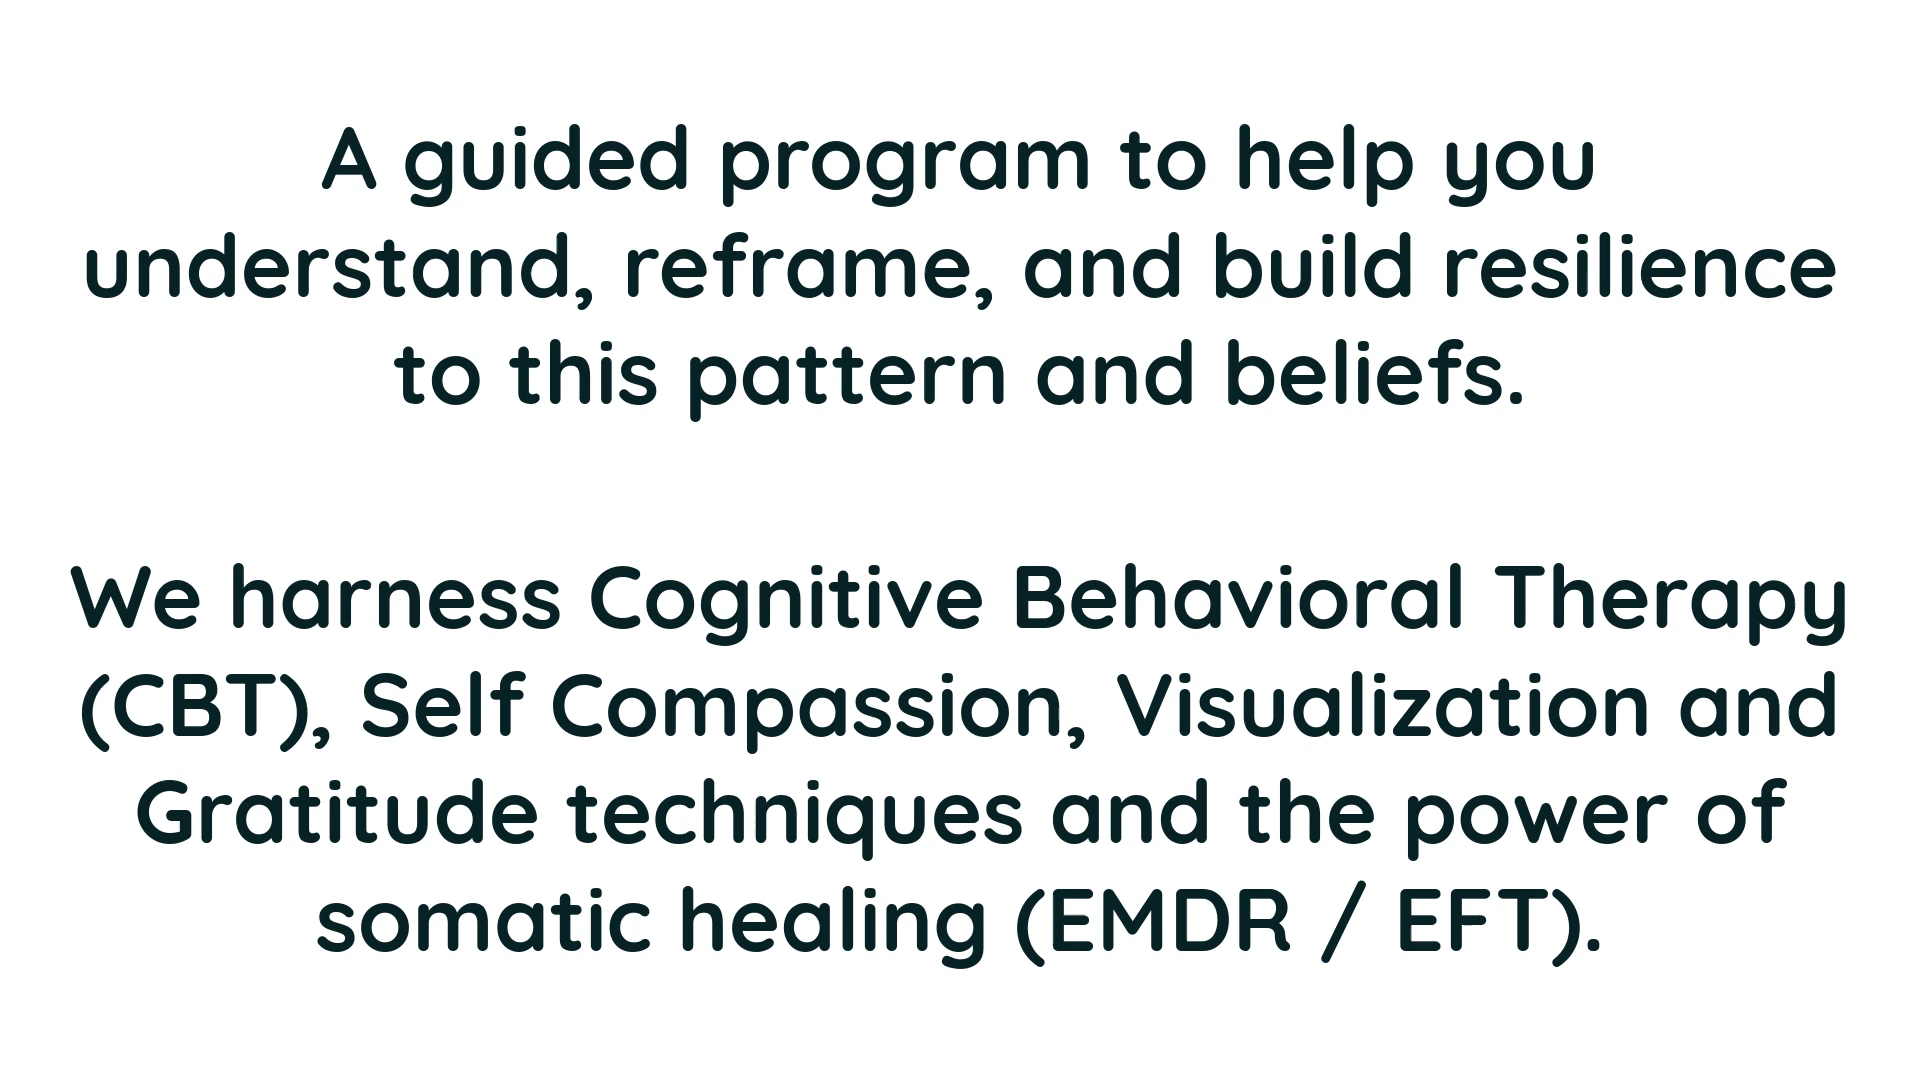 A guided program to help you
understand, reframe, and build resilience
to this pattern and beliefs.
We harness Cognitive Behavioral Therapy
(CBT), Self Compassion, Visualization and
Gratitude techniques and the power of
somatic healing (EMDR / EFT).